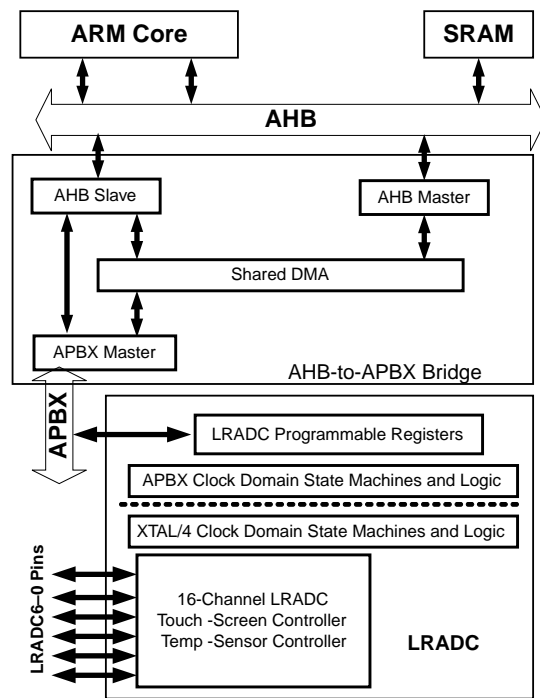 ARM Core
SRAM
AHB
AHB Slave
AHB Master
Shared DMA
APBX Master
AHB-to-APBX Bridge
APBX
LRADC Programmable Registers
APBX Clock Domain State Machines and Logic
XTAL/4 Clock Domain State Machines and Logic
LRADC6–0 Pins
16-Channel LRADC
Touch -Screen Controller
Temp -Sensor Controller
LRADC